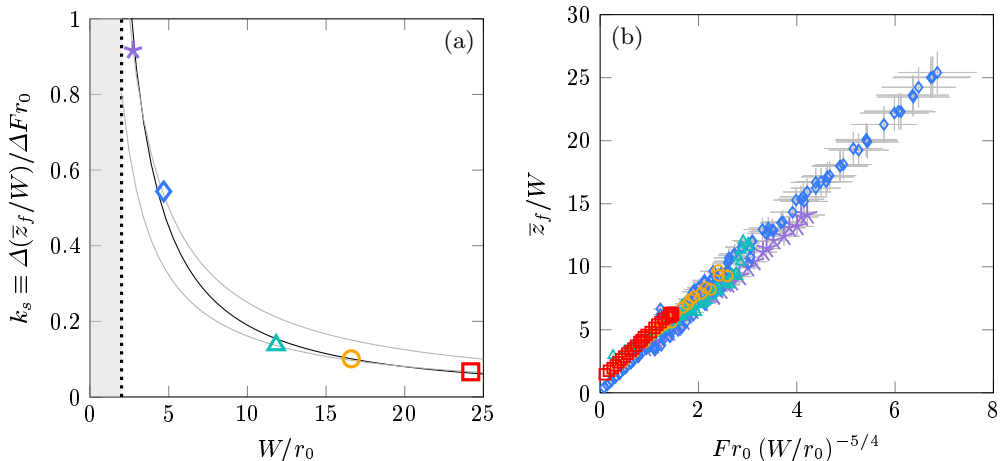 (a)
k_s ≡ Δ(z̅_f/W)/ΔFr_0
1
0.8
0.6
0.4
0.2
0
0 5 10 15 20 25
W/r_0
(b)
z̅_f/W
30
25
20
15
10
5
0
0 2 4 6 8
Fr_0 (W/r_0)^{-5/4}